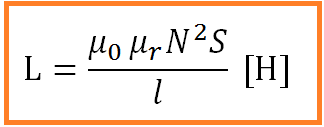 L = μ₀ μᵣ N² S / l [H]